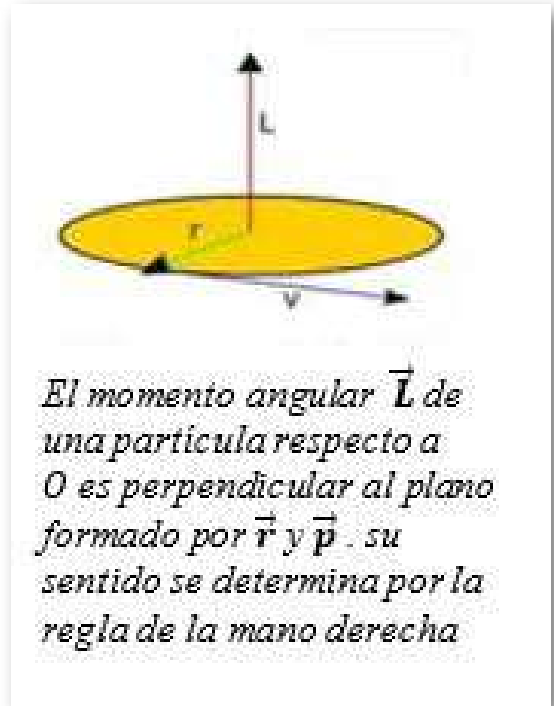 L
r
v
El momento angular L⃗ de
una partícula respecto a
O es perpendicular al plano
formado por r⃗ y p⃗ . su
sentido se determina por la
regla de la mano derecha